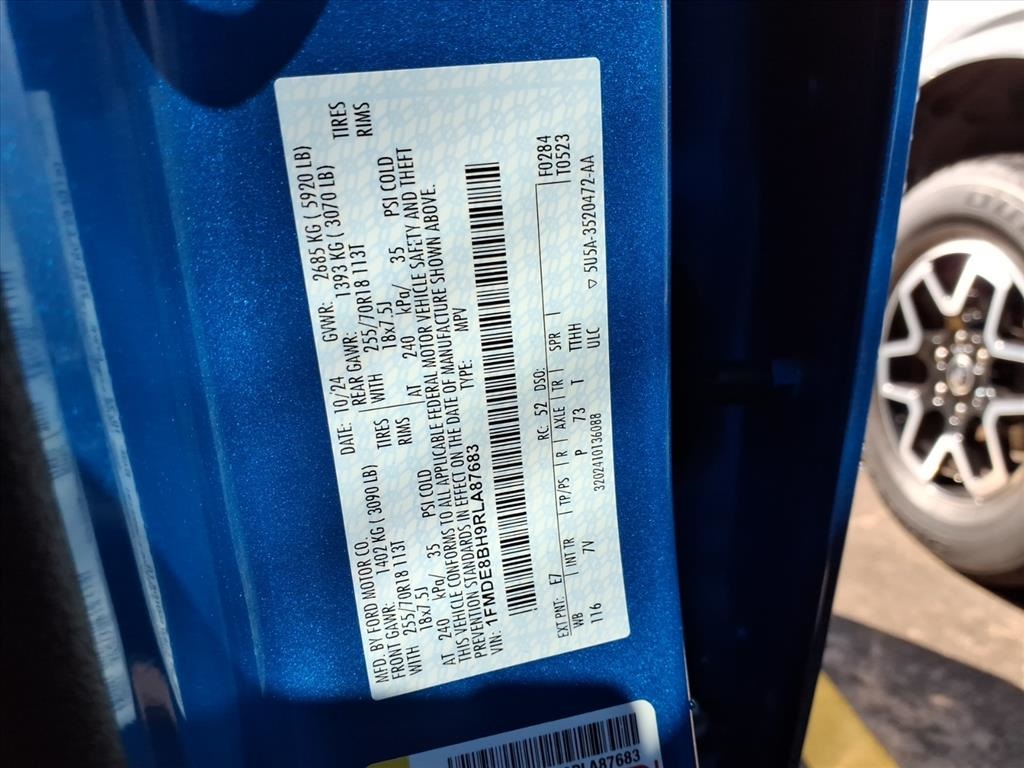 MFD. BY FORD MOTOR CO.
DATE: 10/24 GVWR: 2685 KG ( 5920 LB)
FRONT GAWR: 1402 KG ( 3090 LB) REAR GAWR: 1393 KG ( 3070 LB)
WITH 255/70R18 113T TIRES WITH 255/70R18 113T TIRES
18x7.5J RIMS 18x7.5J RIMS
AT 240 kPa/ 35 PSI COLD AT 240 kPa/ 35 PSI COLD
THIS VEHICLE CONFORMS TO ALL APPLICABLE FEDERAL MOTOR VEHICLE SAFETY AND THEFT
PREVENTION STANDARDS IN EFFECT ON THE DATE OF MANUFACTURE SHOWN ABOVE.
VIN: 1FMDE8BH9RLA87683 TYPE: MPV
EXT PNT: E7 RC: 52 DSO: F0284
WB INT TR TP/PS R AXLE TR SPR T0523
116 7V P 73 T TTHH
3202410136088 ULC ▽ 5U5A-3520472-AA
RLA87683